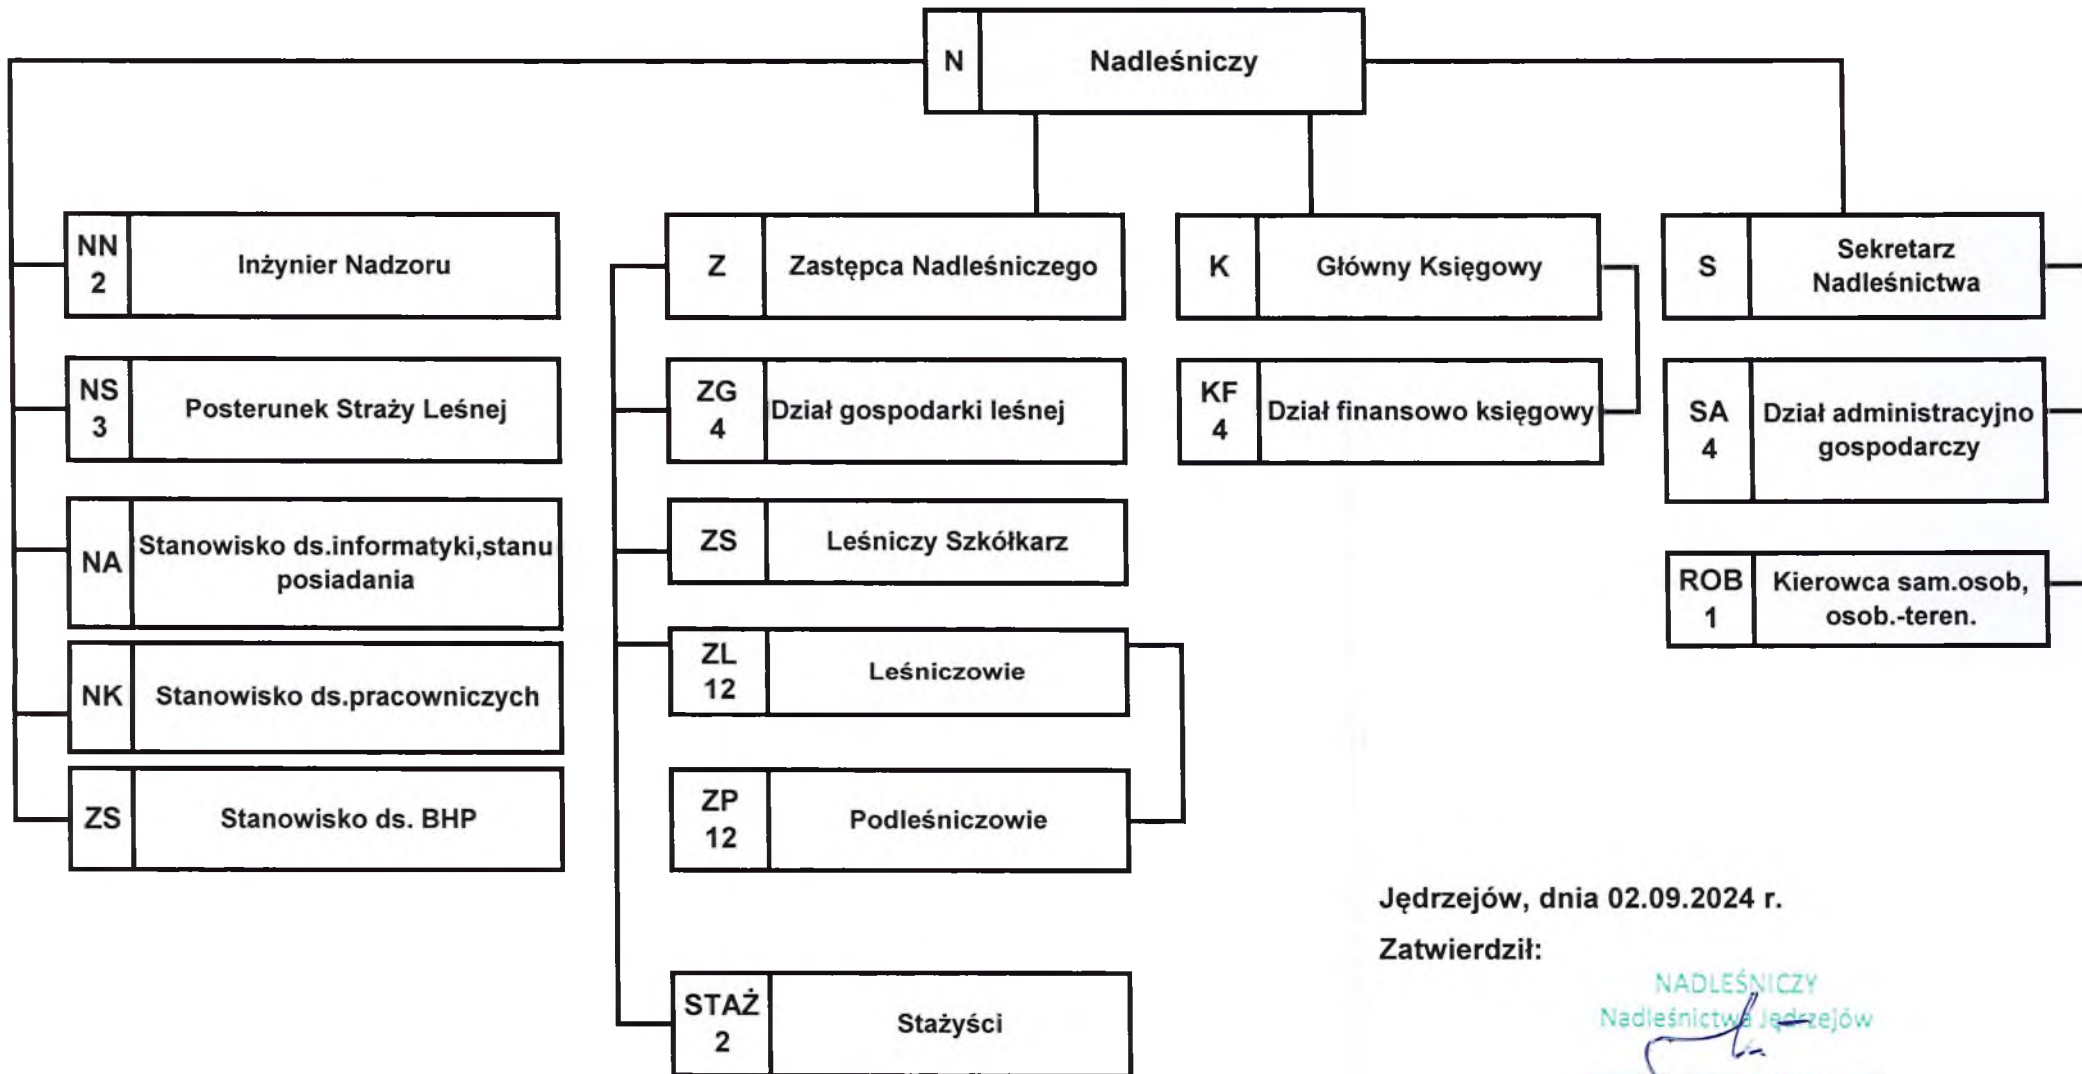 N
Nadleśniczy
NN
2
Inżynier Nadzoru
NS
3
Posterunek Straży Leśnej
NA
Stanowisko ds.informatyki,stanu
posiadania
NK
Stanowisko ds.pracowniczych
ZS
Stanowisko ds. BHP
Z
Zastępca Nadleśniczego
ZG
4
Dział gospodarki leśnej
ZS
Leśniczy Szkółkarz
ZL
12
Leśniczowie
ZP
12
Podleśniczowie
STAŻ
2
Stażyści
K
Główny Księgowy
KF
4
Dział finansowo księgowy
S
Sekretarz
Nadleśnictwa
SA
4
Dział administracyjno
gospodarczy
ROB
1
Kierowca sam.osob,
osob.-teren.
Jędrzejów, dnia 02.09.2024 r.
Zatwierdził:
NADLEŚNICZY
Nadleśnictwa Jędrzejów